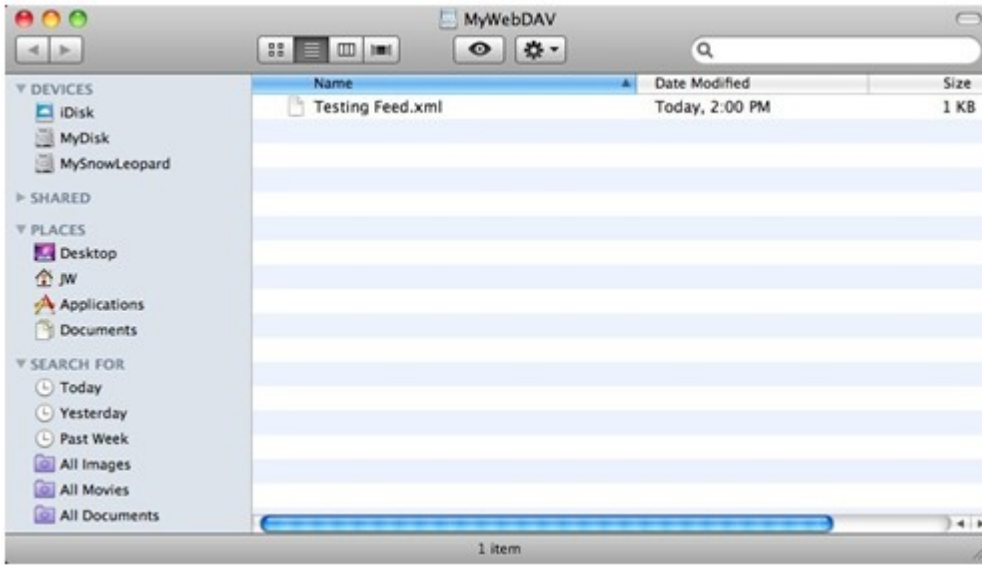 MyWebDAV
DEVICES
iDisk
MyDisk
MySnowLeopard
SHARED
PLACES
Desktop
JW
Applications
Documents
SEARCH FOR
Today
Yesterday
Past Week
All Images
All Movies
All Documents
Name Date Modified Size
Testing Feed.xml Today, 2:00 PM 1 KB
1 item